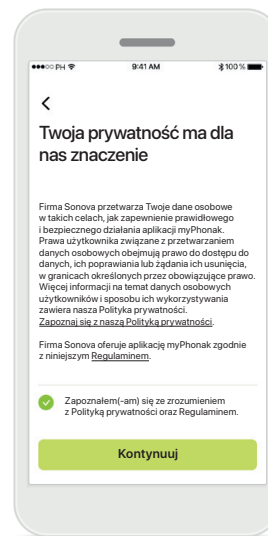 PH 9:41 AM 100 %
Twoja prywatność ma dla
nas znaczenie
Firma Sonova przetwarza Twoje dane osobowe
w takich celach, jak zapewnienie prawidłowego
i bezpiecznego działania aplikacji myPhonak.
Prawa użytkownika związane z przetwarzaniem
danych osobowych obejmują prawo do dostępu do
danych, ich poprawiania lub żądania ich usunięcia,
w granicach określonych przez obowiązujące prawo.
Więcej informacji na temat danych osobowych
użytkowników i sposobu ich wykorzystywania
zawiera nasza Polityka prywatności.
Zapoznaj się z naszą Polityką prywatności.
Firma Sonova oferuje aplikację myPhonak zgodnie
z niniejszym Regulaminem.
Zapoznałem(-am) się ze zrozumieniem
z Polityką prywatności oraz Regulaminem.
Kontynuuj